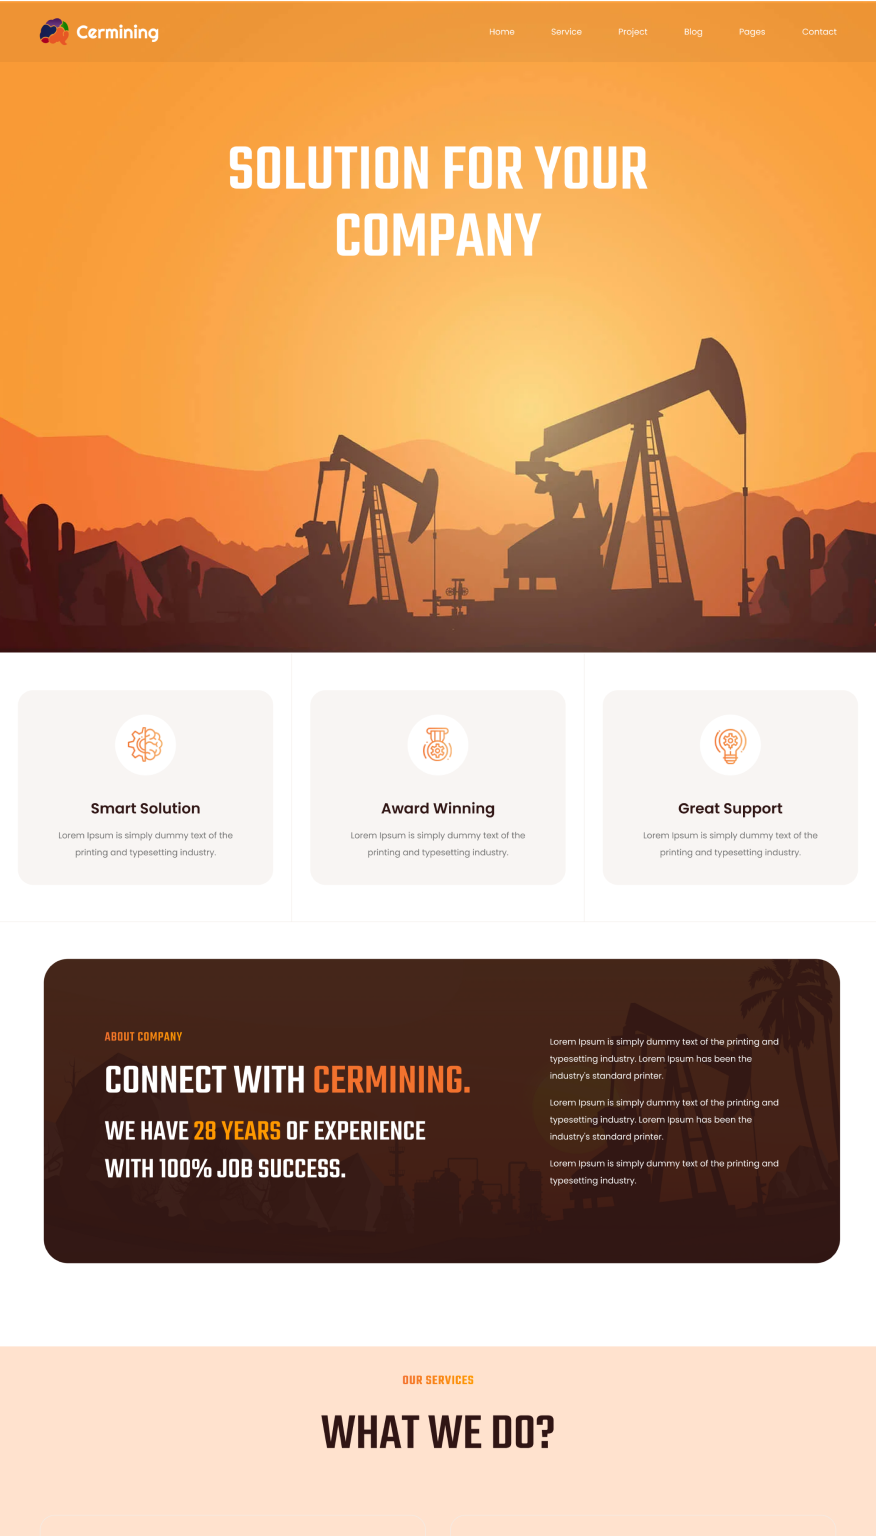 Cermining
Home Service Project Blog Pages Contact
SOLUTION FOR YOUR
COMPANY
Smart Solution
Lorem Ipsum is simply dummy text of the
printing and typesetting industry.
Award Winning
Lorem Ipsum is simply dummy text of the
printing and typesetting industry.
Great Support
Lorem Ipsum is simply dummy text of the
printing and typesetting industry.
ABOUT COMPANY
CONNECT WITH CERMINING.
WE HAVE 28 YEARS OF EXPERIENCE
WITH 100% JOB SUCCESS.
Lorem Ipsum is simply dummy text of the printing and
typesetting industry. Lorem Ipsum has been the
industry's standard printer.
Lorem Ipsum is simply dummy text of the printing and
typesetting industry. Lorem Ipsum has been the
industry's standard printer.
Lorem Ipsum is simply dummy text of the printing and
typesetting industry.
OUR SERVICES
WHAT WE DO?